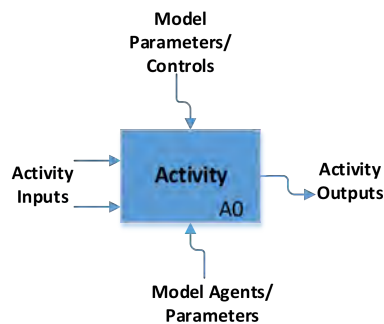 Model
Parameters/
Controls
Activity
Inputs
Activity
A0
Activity
Outputs
Model Agents/
Parameters